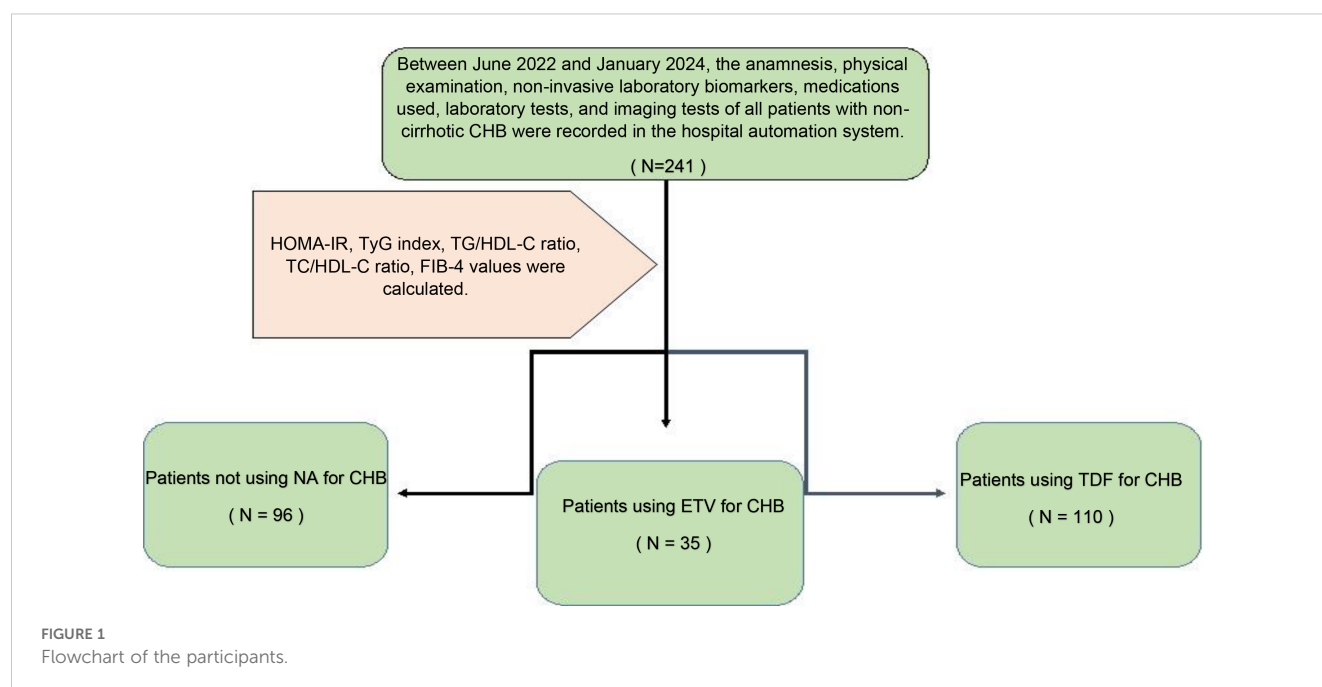 Between June 2022 and January 2024, the anamnesis, physical
examination, non-invasive laboratory biomarkers, medications
used, laboratory tests, and imaging tests of all patients with non-
cirrhotic CHB were recorded in the hospital automation system.
( N=241 )
HOMA-IR, TyG index, TG/HDL-C ratio,
TC/HDL-C ratio, FIB-4 values were
calculated.
Patients not using NA for CHB
( N = 96 )
Patients using ETV for CHB
( N = 35 )
Patients using TDF for CHB
( N = 110 )
FIGURE 1
Flowchart of the participants.